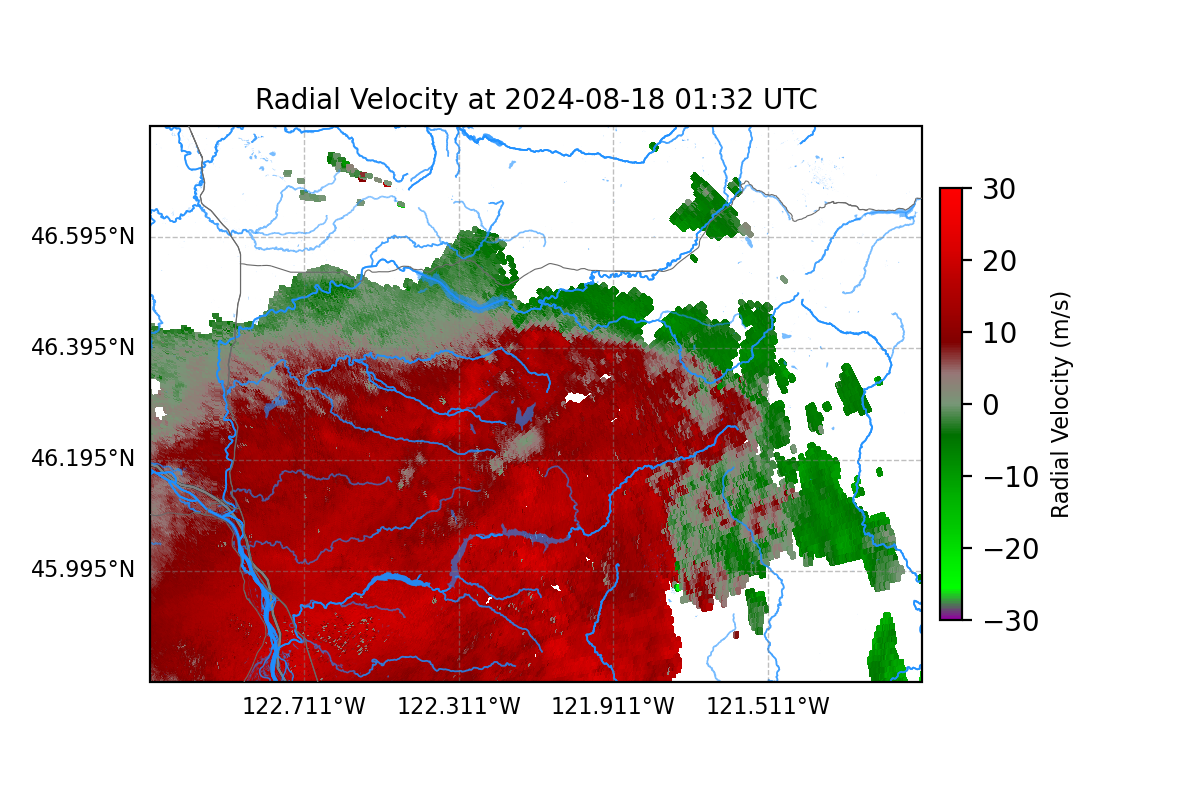 Radial Velocity at 2024-08-18 01:32 UTC
46.595°N
46.395°N
46.195°N
45.995°N
122.711°W
122.311°W
121.911°W
121.511°W
30
20
10
0
−10
−20
−30
Radial Velocity (m/s)